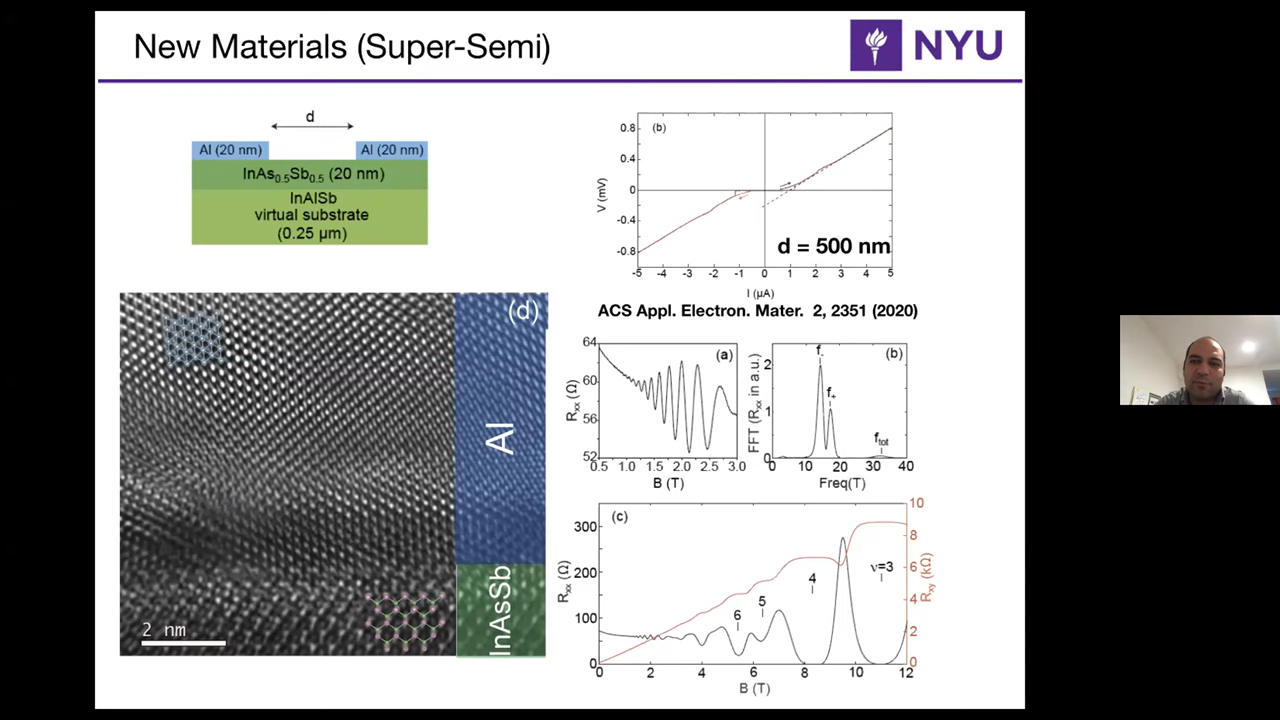 New Materials (Super-Semi)
NYU
d
Al (20 nm)
Al (20 nm)
InAs0.5Sb0.5 (20 nm)
InAlSb
virtual substrate
(0.25 μm)
(b)
0.8
0.4
0
-0.4
-0.8
V (mV)
d = 500 nm
-5 -4 -3 -2 -1 0 1 2 3 4 5
I (μA)
ACS Appl. Electron. Mater. 2, 2351 (2020)
(d)
Al
InAsSb
2 nm
(a)
64
60
56
52
Rxx (Ω)
0.5 1.0 1.5 2.0 2.5 3.0
B (T)
(b)
f-
f+
ftot
2
1
0
FFT (Rxx in a.u.)
0 10 20 30 40
Freq(T)
(c)
300
200
100
0
Rxx (Ω)
6
5
4
ν=3
10
8
6
4
2
0
Rxy (kΩ)
0 2 4 6 8 10 12
B (T)